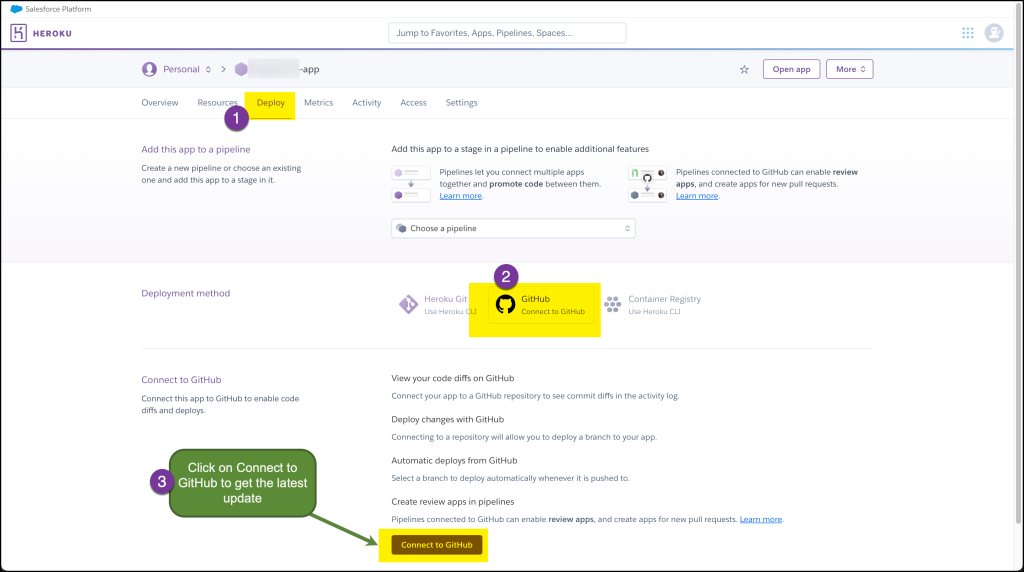 Salesforce Platform
HEROKU
Jump to Favorites, Apps, Pipelines, Spaces...
Personal
-app
Open app
More
Overview
Resources
Deploy
Metrics
Activity
Access
Settings
1
Add this app to a pipeline
Create a new pipeline or choose an existing
one and add this app to a stage in it.
Add this app to a stage in a pipeline to enable additional features
Pipelines let you connect multiple apps
together and promote code between them.
Learn more.
Pipelines connected to GitHub can enable review
apps, and create apps for new pull requests.
Learn more.
Choose a pipeline
2
Deployment method
Heroku Git
Use Heroku CLI
GitHub
Connect to GitHub
Container Registry
Use Heroku CLI
Connect to GitHub
Connect this app to GitHub to enable code
diffs and deploys.
View your code diffs on GitHub
Connect your app to a GitHub repository to see commit diffs in the activity log.
Deploy changes with GitHub
Connecting to a repository will allow you to deploy a branch to your app.
Automatic deploys from GitHub
Select a branch to deploy automatically whenever it is pushed to.
Create review apps in pipelines
Pipelines connected to GitHub can enable review apps, and create apps for new pull requests. Learn more.
3
Click on Connect to
GitHub to get the latest
update
Connect to GitHub